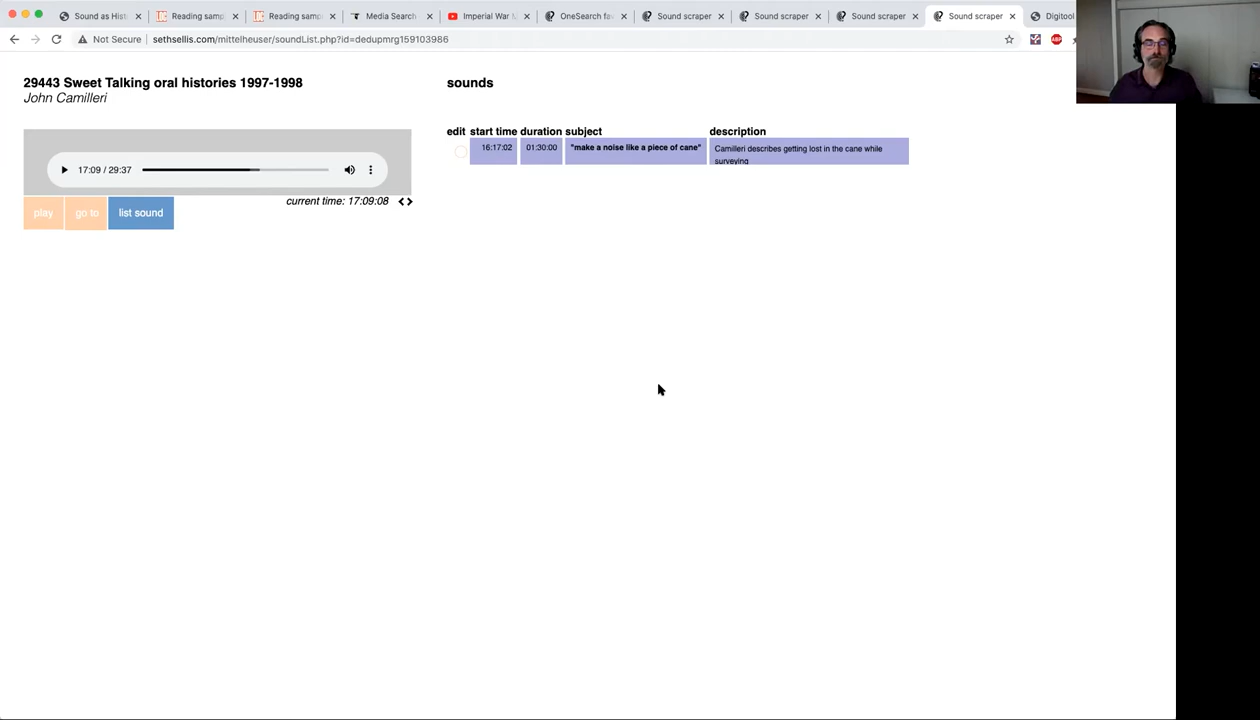 Sound as His
Reading samp
Reading samp
Media Search
Imperial War
OneSearch fav
Sound scraper
Sound scraper
Sound scraper
Sound scraper
Digitool
Not Secure | sethsellis.com/mittelheuser/soundList.php?id=dedupmrg159103986
ABP
29443 Sweet Talking oral histories 1997-1998
John Camilleri
17:09 / 29:37
current time: 17:09:08 <>
play
go to
list sound
sounds
edit start time duration subject description
16:17:02 01:30:00 "make a noise like a piece of cane" Camilleri describes getting lost in the cane while
surveying